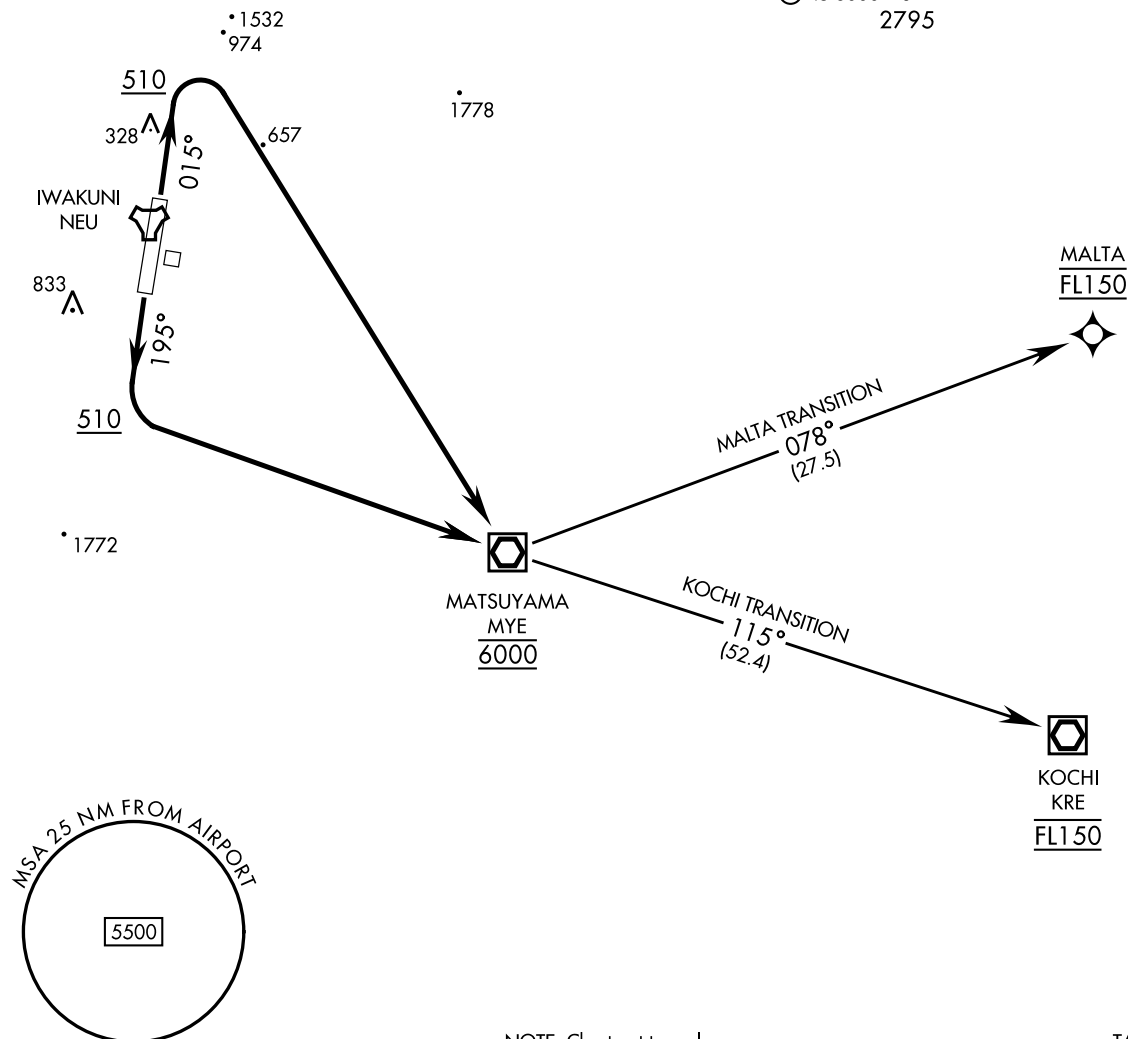 2795
1532
974
510
1778
328
657
015°
IWAKUNI
NEU
833
195°
MALTA
FL150
510
MALTA TRANSITION
078°
(27.5)
1772
MATSUYAMA
MYE
6000
KOCHI TRANSITION
115°
(52.4)
KOCHI
KRE
FL150
MSA 25 NM FROM AIRPORT
5500